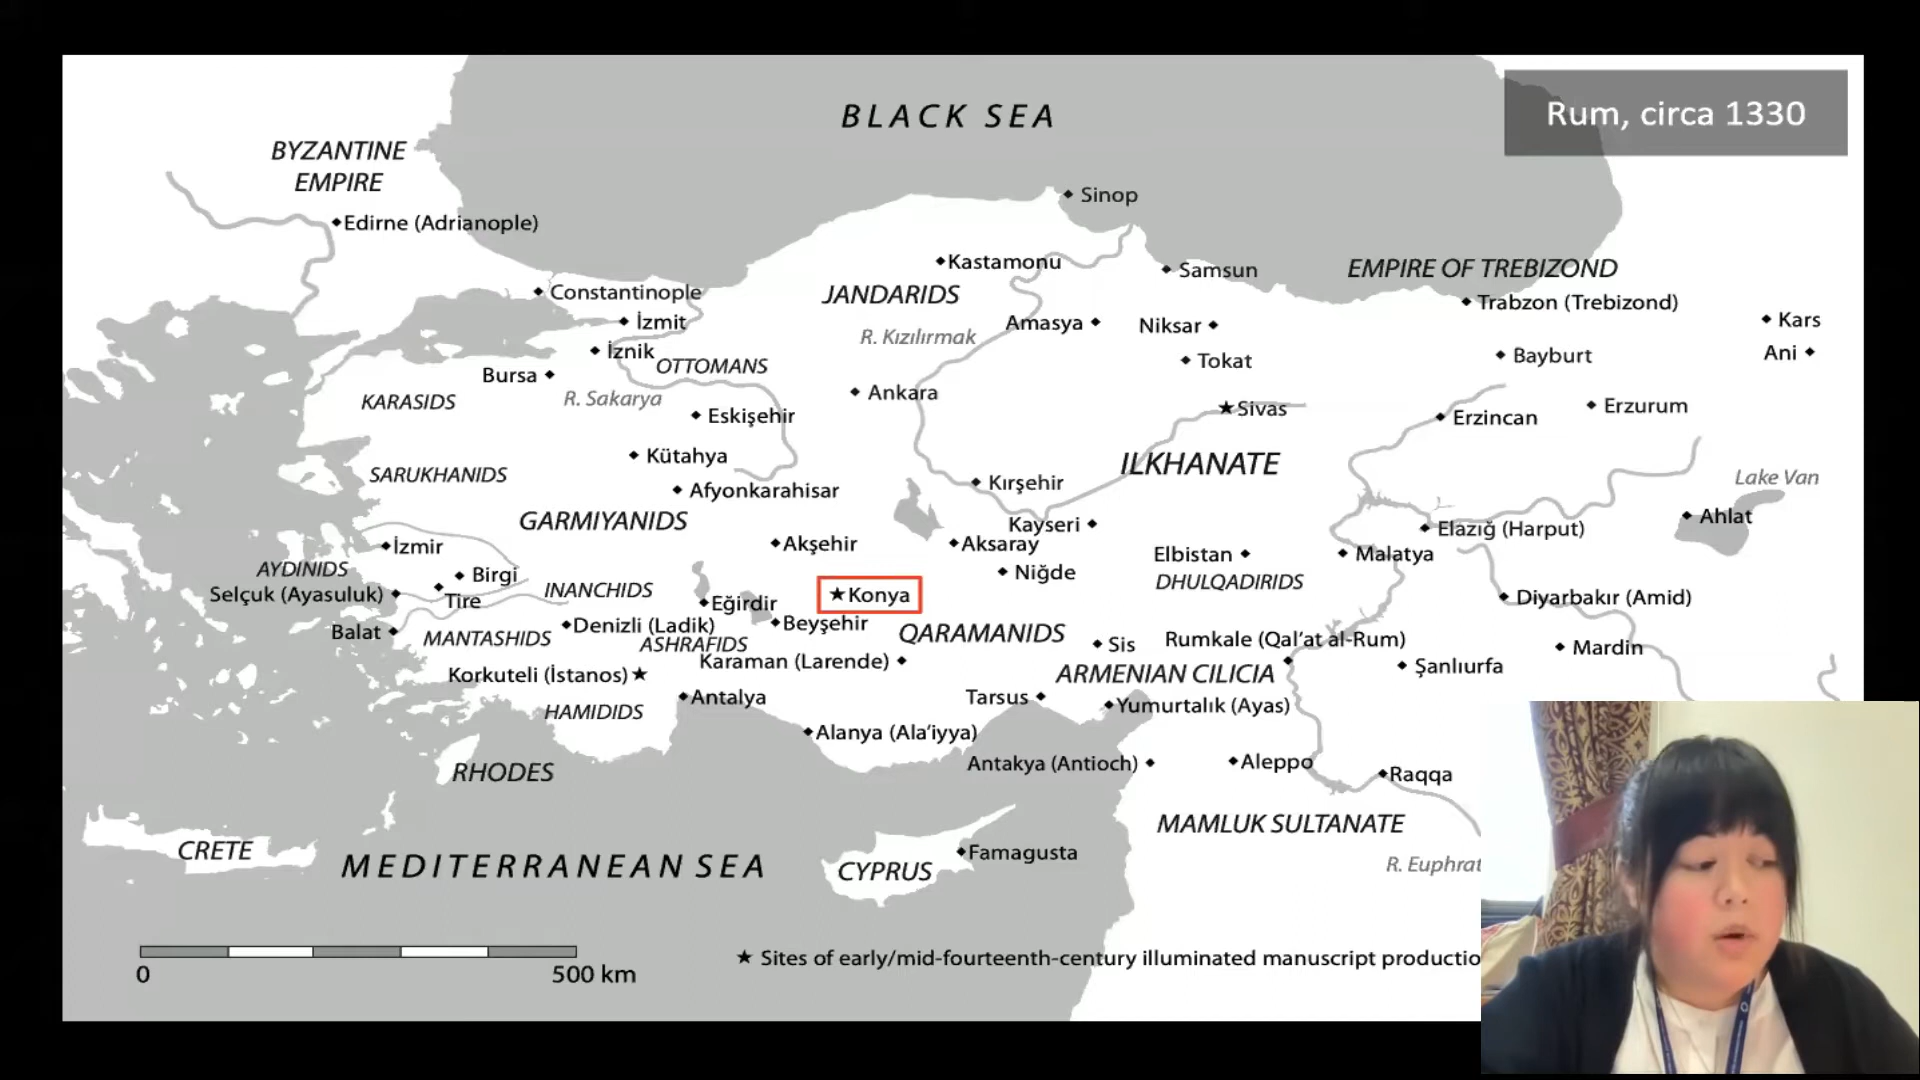 Rum, circa 1330
BLACK SEA
BYZANTINE
EMPIRE
Sinop
Edirne (Adrianople)
Kastamonu
Samsun
EMPIRE OF TREBIZOND
Constantinople
JANDARIDS
Trabzon (Trebizond)
İzmit
Amasya
Niksar
Kars
R. Kızılırmak
İznik
Ani
OTTOMANS
Tokat
Bayburt
Bursa
R. Sakarya
Ankara
KARASIDS
Eskişehir
★Sivas
Erzincan
Erzurum
Kütahya
SARUKHANIDS
ILKHANATE
Lake Van
Afyonkarahisar
Kırşehir
GARMIYANIDS
Kayseri
Ahlat
Elazığ (Harput)
İzmir
Akşehir
Aksaray
Elbistan
Malatya
AYDINIDS
Birgi
Niğde
DHULQADIRIDS
Selçuk (Ayasuluk)
Tire
INANCHIDS
Eğirdir
★Konya
Diyarbakır (Amid)
Balat
MANTASHIDS
Denizli (Ladik)
Beyşehir
QARAMANIDS
ASHRAFIDS
Sis
Rumkale (Qal'at al-Rum)
Mardin
Karaman (Larende)
Korkuteli (İstanos)★
ARMENIAN CILICIA
Şanlıurfa
Antalya
Tarsus
Yumurtalık (Ayas)
HAMIDIDS
Alanya (Ala'iyya)
RHODES
Antakya (Antioch)
Aleppo
Raqqa
MAMLUK SULTANATE
CRETE
MEDITERRANEAN SEA
CYPRUS
Famagusta
R. Euphrat
★ Sites of early/mid-fourteenth-century illuminated manuscript productio
0
500 km